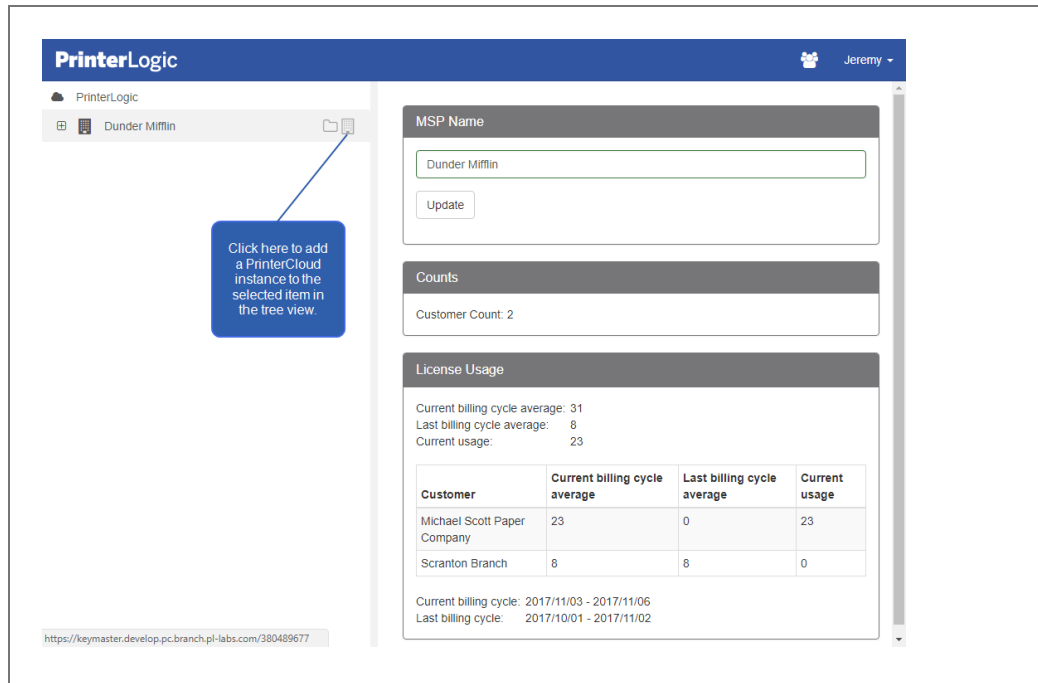 PrinterLogic
Jeremy
PrinterLogic
Dunder Mifflin
Click here to add
a PrinterCloud
instance to the
selected item in
the tree view.
MSP Name
Dunder Mifflin
Update
Counts
Customer Count: 2
License Usage
Current billing cycle average: 31
Last billing cycle average: 8
Current usage: 23
Customer Current billing cycle average Last billing cycle average Current usage
Michael Scott Paper Company 23 0 23
Scranton Branch 8 8 0
Current billing cycle: 2017/11/03 - 2017/11/06
Last billing cycle: 2017/10/01 - 2017/11/02
https://keymaster.develop.pc.branch.pl-labs.com/380489677